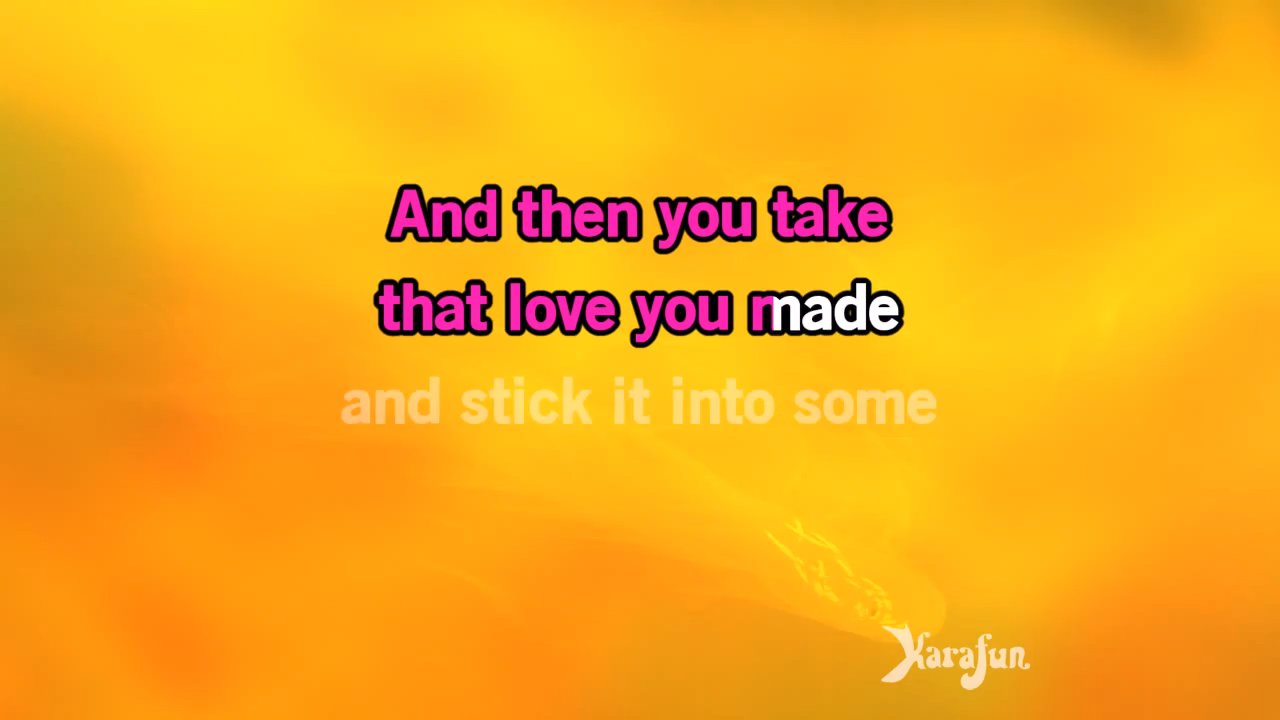 And then you take
that love you made
and stick it into some
Karafun